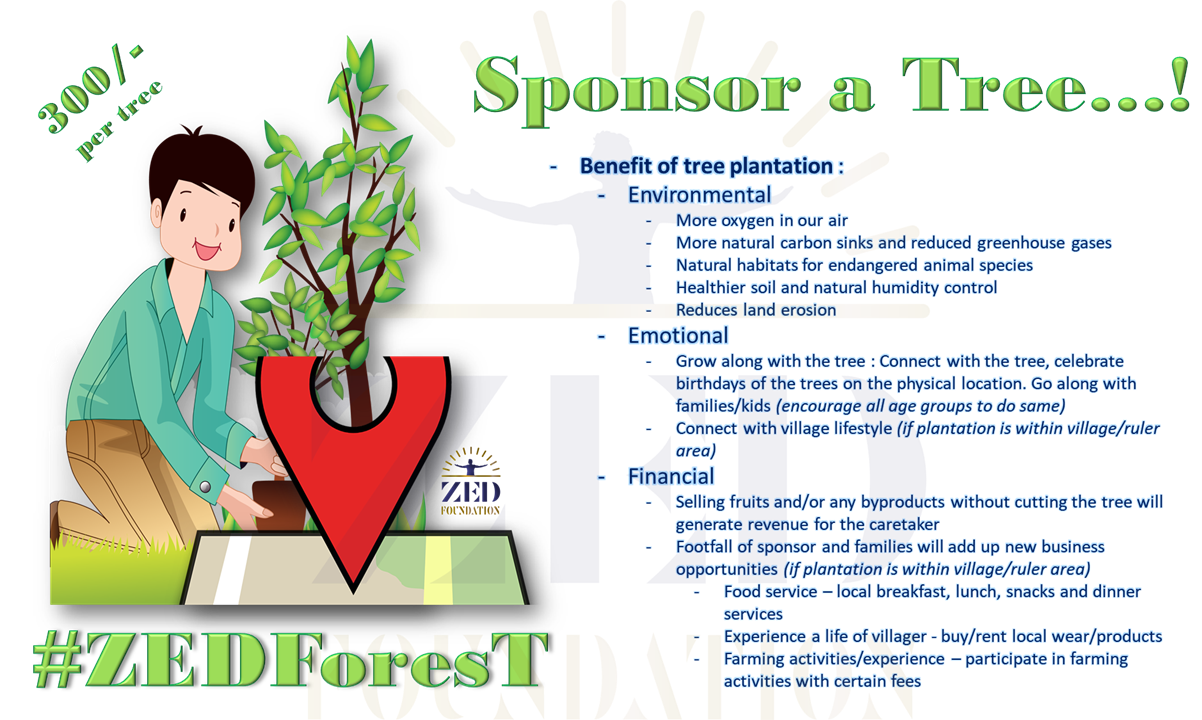 300/-
per tree
Sponsor a Tree...!
- Benefit of tree plantation :
- Environmental
- More oxygen in our air
- More natural carbon sinks and reduced greenhouse gases
- Natural habitats for endangered animal species
- Healthier soil and natural humidity control
- Reduces land erosion
- Emotional
- Grow along with the tree : Connect with the tree, celebrate
birthdays of the trees on the physical location. Go along with
families/kids (encourage all age groups to do same)
- Connect with village lifestyle (if plantation is within village/ruler
area)
- Financial
- Selling fruits and/or any byproducts without cutting the tree will
generate revenue for the caretaker
- Footfall of sponsor and families will add up new business
opportunities (if plantation is within village/ruler area)
- Food service – local breakfast, lunch, snacks and dinner
services
- Experience a life of villager - buy/rent local wear/products
- Farming activities/experience – participate in farming
activities with certain fees
ZED
FOUNDATION
#ZEDForesT
ZED
FOUNDATION